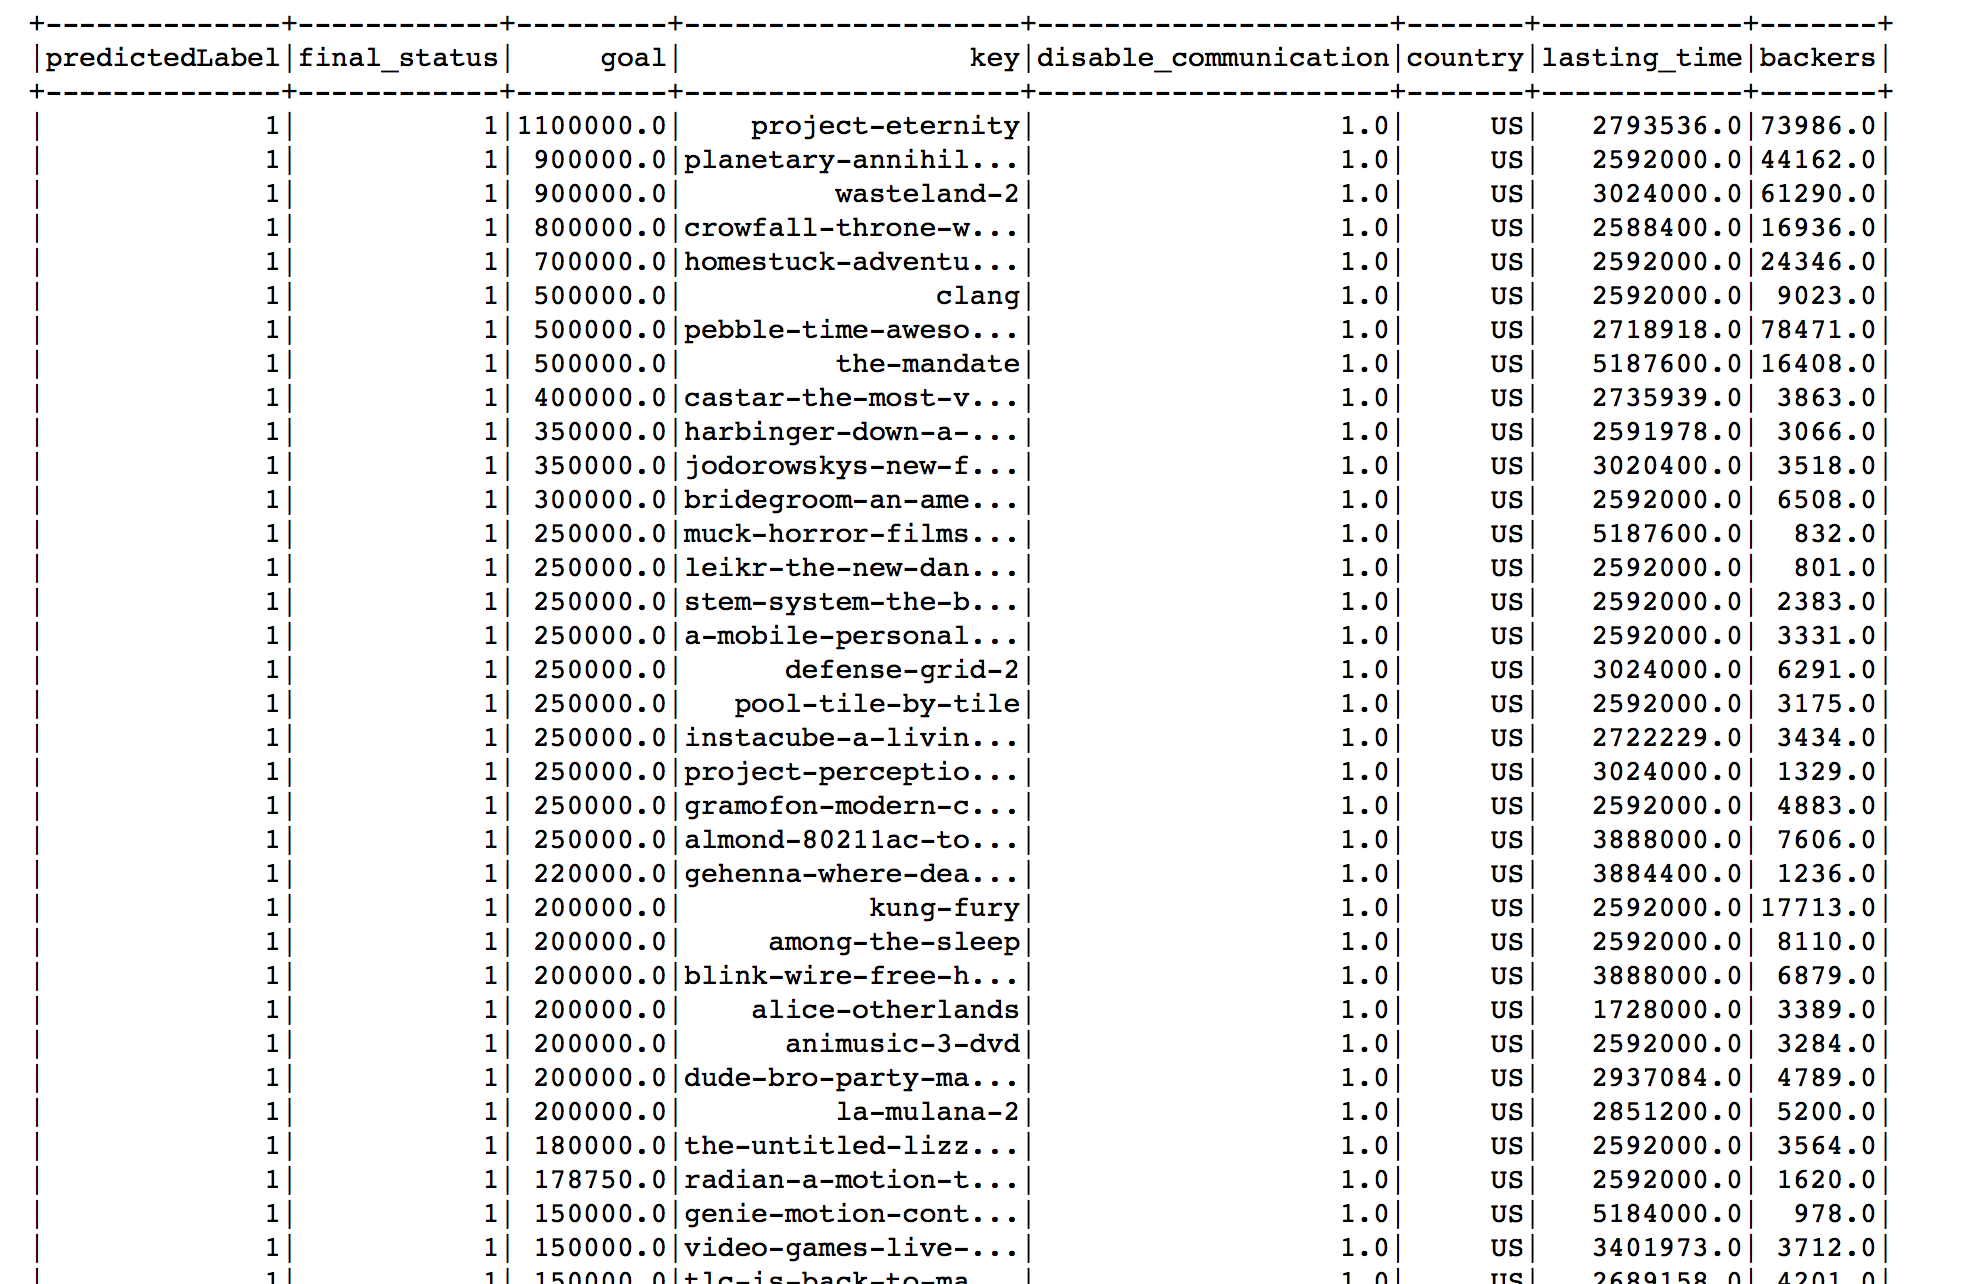 +--------------+------------+---------+--------------------+---------------------+-------+------------+-------+
|predictedLabel|final_status|     goal|                 key|disable_communication|country|lasting_time|backers|
+--------------+------------+---------+--------------------+---------------------+-------+------------+-------+
|             1|           1|1100000.0|    project-eternity|                  1.0|     US|   2793536.0|73986.0|
|             1|           1| 900000.0|planetary-annihil...|                  1.0|     US|   2592000.0|44162.0|
|             1|           1| 900000.0|         wasteland-2|                  1.0|     US|   3024000.0|61290.0|
|             1|           1| 800000.0|crowfall-throne-w...|                  1.0|     US|   2588400.0|16936.0|
|             1|           1| 700000.0|homestuck-adventu...|                  1.0|     US|   2592000.0|24346.0|
|             1|           1| 500000.0|               clang|                  1.0|     US|   2592000.0| 9023.0|
|             1|           1| 500000.0|pebble-time-aweso...|                  1.0|     US|   2718918.0|78471.0|
|             1|           1| 500000.0|         the-mandate|                  1.0|     US|   5187600.0|16408.0|
|             1|           1| 400000.0|castar-the-most-v...|                  1.0|     US|   2735939.0| 3863.0|
|             1|           1| 350000.0|harbinger-down-a-...|                  1.0|     US|   2591978.0| 3066.0|
|             1|           1| 350000.0|jodorowskys-new-f...|                  1.0|     US|   3020400.0| 3518.0|
|             1|           1| 300000.0|bridegroom-an-ame...|                  1.0|     US|   2592000.0| 6508.0|
|             1|           1| 250000.0|muck-horror-films...|                  1.0|     US|   5187600.0|  832.0|
|             1|           1| 250000.0|leikr-the-new-dan...|                  1.0|     US|   2592000.0|  801.0|
|             1|           1| 250000.0|stem-system-the-b...|                  1.0|     US|   2592000.0| 2383.0|
|             1|           1| 250000.0|a-mobile-personal...|                  1.0|     US|   2592000.0| 3331.0|
|             1|           1| 250000.0|      defense-grid-2|                  1.0|     US|   3024000.0| 6291.0|
|             1|           1| 250000.0|   pool-tile-by-tile|                  1.0|     US|   2592000.0| 3175.0|
|             1|           1| 250000.0|instacube-a-livin...|                  1.0|     US|   2722229.0| 3434.0|
|             1|           1| 250000.0|project-perceptio...|                  1.0|     US|   3024000.0| 1329.0|
|             1|           1| 250000.0|gramofon-modern-c...|                  1.0|     US|   2592000.0| 4883.0|
|             1|           1| 250000.0|almond-80211ac-to...|                  1.0|     US|   3888000.0| 7606.0|
|             1|           1| 220000.0|gehenna-where-dea...|                  1.0|     US|   3884400.0| 1236.0|
|             1|           1| 200000.0|           kung-fury|                  1.0|     US|   2592000.0|17713.0|
|             1|           1| 200000.0|     among-the-sleep|                  1.0|     US|   2592000.0| 8110.0|
|             1|           1| 200000.0|blink-wire-free-h...|                  1.0|     US|   3888000.0| 6879.0|
|             1|           1| 200000.0|    alice-otherlands|                  1.0|     US|   1728000.0| 3389.0|
|             1|           1| 200000.0|      animusic-3-dvd|                  1.0|     US|   2592000.0| 3284.0|
|             1|           1| 200000.0|dude-bro-party-ma...|                  1.0|     US|   2937084.0| 4789.0|
|             1|           1| 200000.0|         la-mulana-2|                  1.0|     US|   2851200.0| 5200.0|
|             1|           1| 180000.0|the-untitled-lizz...|                  1.0|     US|   2592000.0| 3564.0|
|             1|           1| 178750.0|radian-a-motion-t...|                  1.0|     US|   2592000.0| 1620.0|
|             1|           1| 150000.0|genie-motion-cont...|                  1.0|     US|   5184000.0|  978.0|
|             1|           1| 150000.0|video-games-live-...|                  1.0|     US|   3401973.0| 3712.0|
|             1|           1| 150000.0|tlc-is-back-to-ma...|                  1.0|     US|   2689158.0| 4201.0|